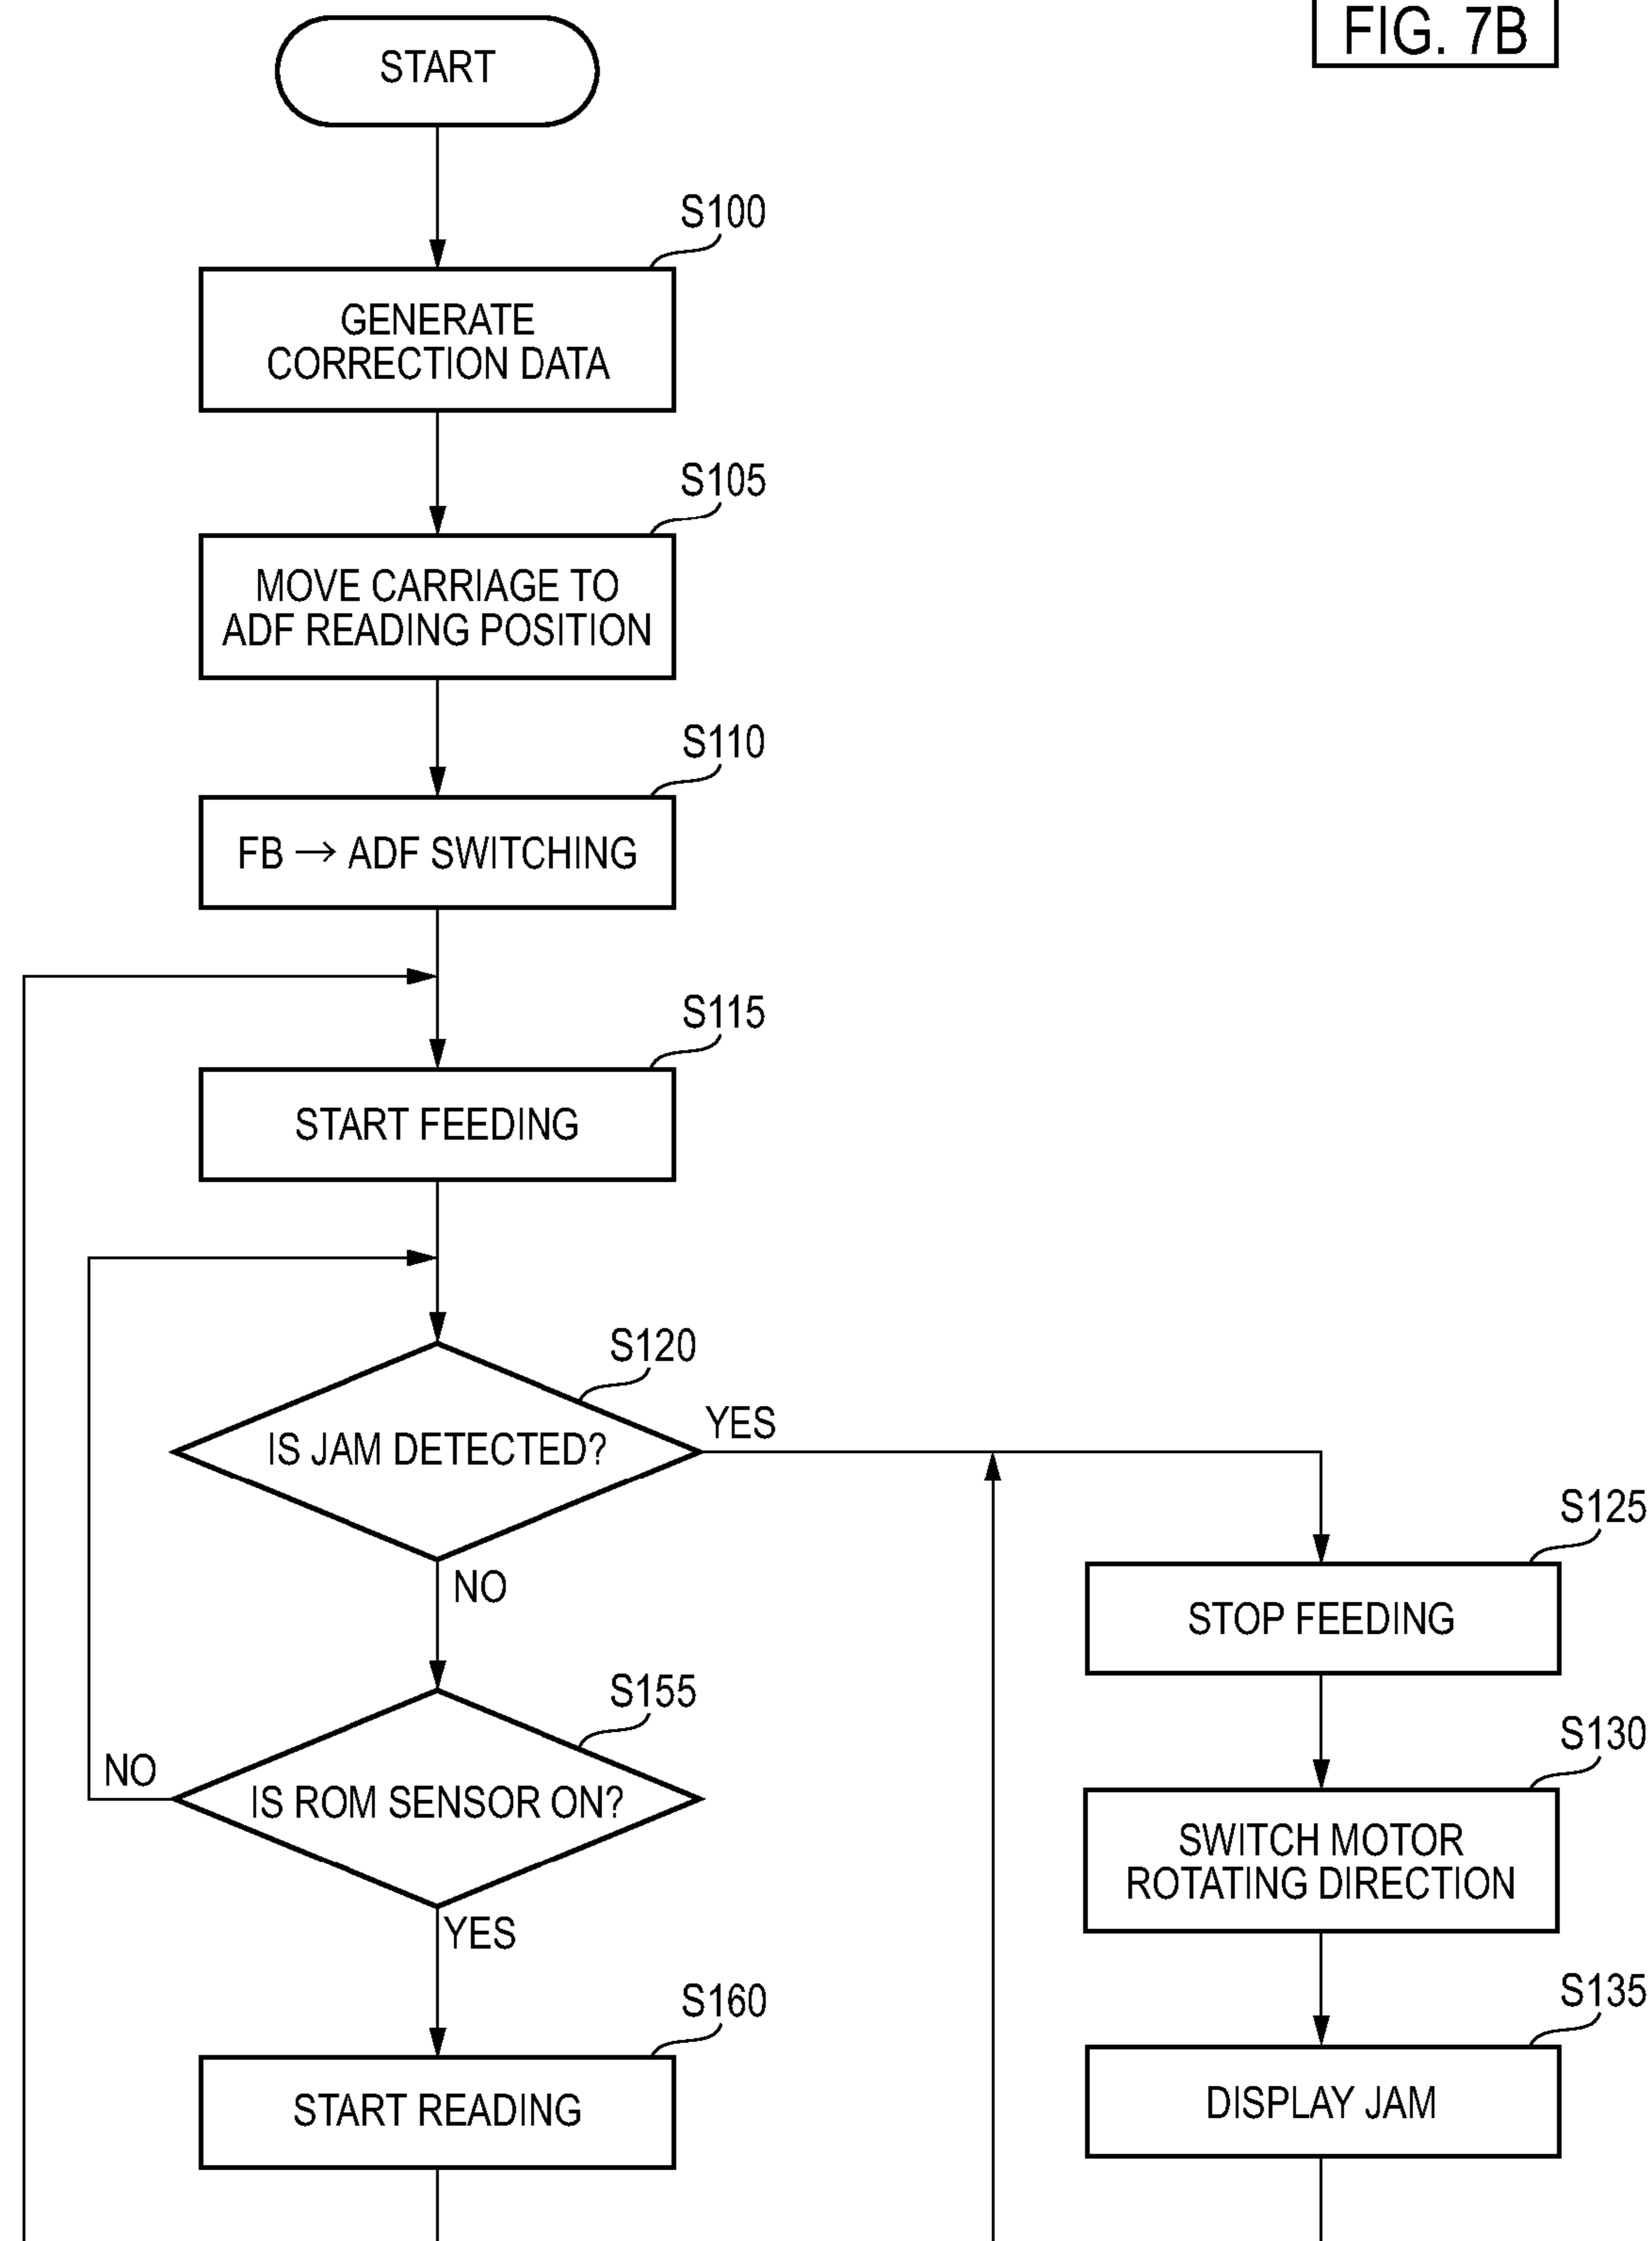 FIG. 7B
START
S100
GENERATE
CORRECTION DATA
S105
MOVE CARRIAGE TO
ADF READING POSITION
S110
FB → ADF SWITCHING
S115
START FEEDING
S120
IS JAM DETECTED?
YES
NO
S125
STOP FEEDING
S155
IS ROM SENSOR ON?
NO
YES
S130
SWITCH MOTOR
ROTATING DIRECTION
S160
START READING
S135
DISPLAY JAM